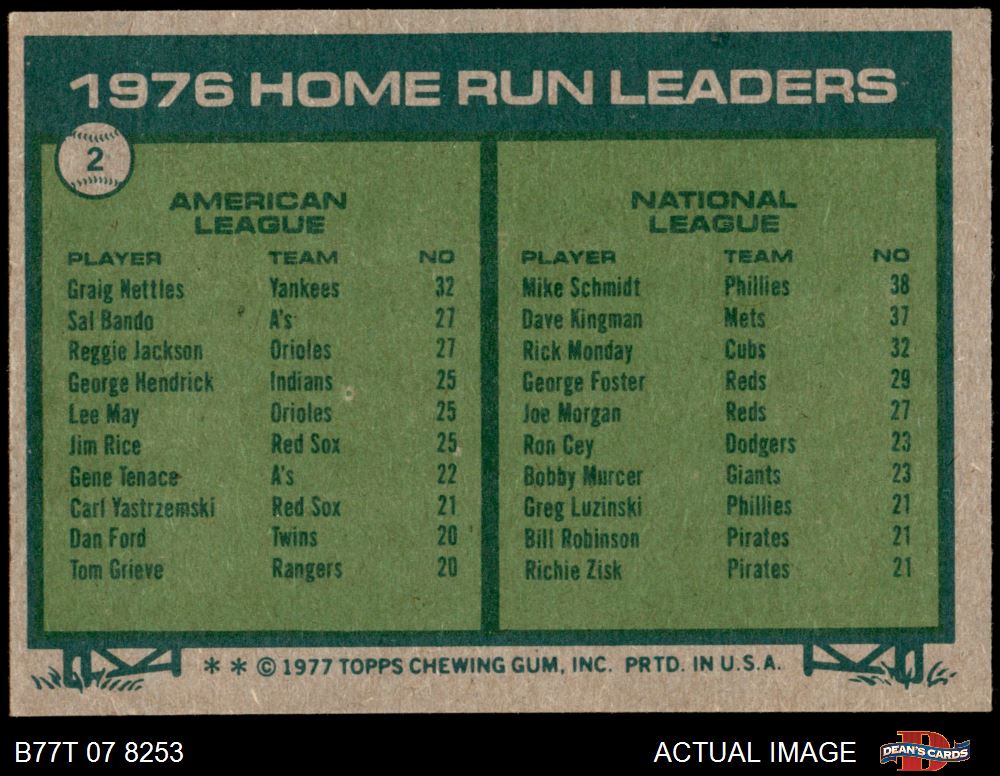 1976 HOME RUN LEADERS
2
AMERICAN
LEAGUE
PLAYER TEAM NO
Graig Nettles Yankees 32
Sal Bando A's 27
Reggie Jackson Orioles 27
George Hendrick Indians 25
Lee May Orioles 25
Jim Rice Red Sox 25
Gene Tenace A's 22
Carl Yastrzemski Red Sox 21
Dan Ford Twins 20
Tom Grieve Rangers 20
NATIONAL
LEAGUE
PLAYER TEAM NO
Mike Schmidt Phillies 38
Dave Kingman Mets 37
Rick Monday Cubs 32
George Foster Reds 29
Joe Morgan Reds 27
Ron Cey Dodgers 23
Bobby Murcer Giants 23
Greg Luzinski Phillies 21
Bill Robinson Pirates 21
Richie Zisk Pirates 21
* * © 1977 TOPPS CHEWING GUM, INC. PRTD. IN U.S.A.
B77T 07 8253 ACTUAL IMAGE DEAN'S CARDS